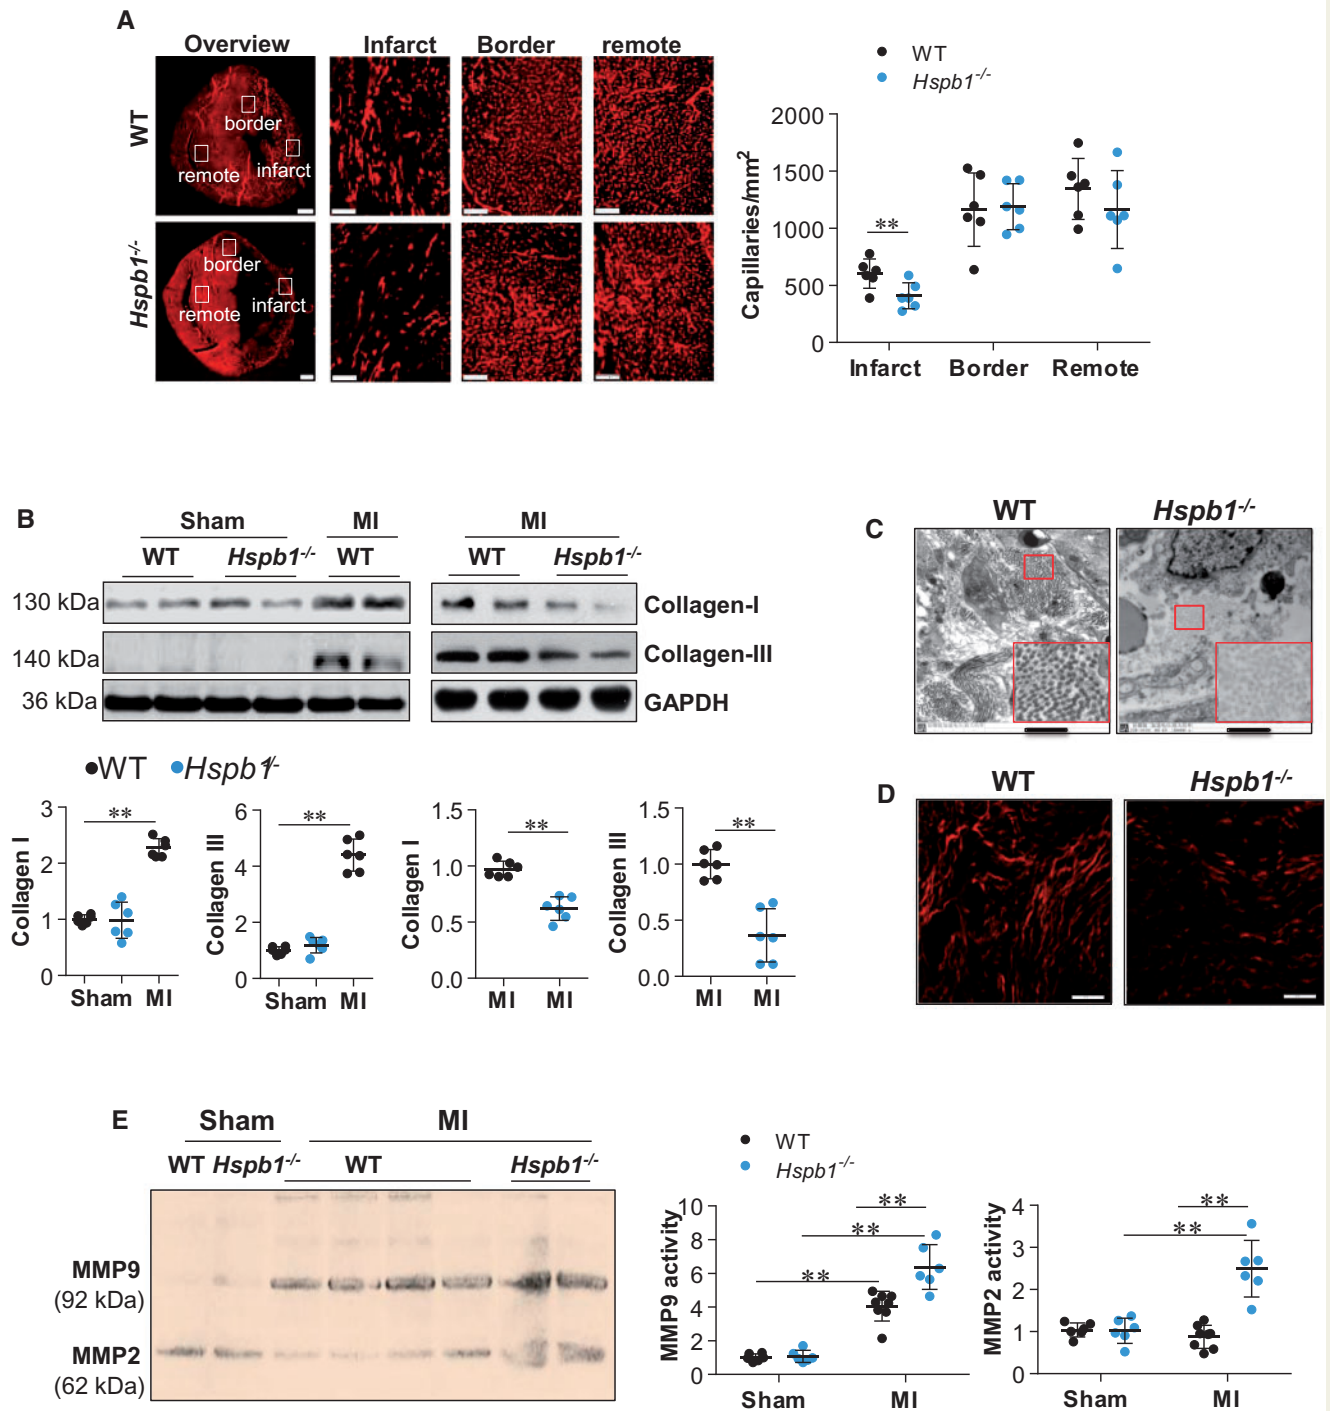 A
Overview Infarct Border remote
WT
border
remote
infarct
Hspb1-/-
border
remote
infarct
WT
Hspb1-/-
Capillaries/mm2
2000
1500
1000
500
0
**
Infarct Border Remote
B
Sham MI MI
WT Hspb1-/- WT WT Hspb1-/-
130 kDa Collagen-I
140 kDa Collagen-III
36 kDa GAPDH
WT Hspb1-/-
Collagen I
3
2
1
0
**
Sham MI
Collagen III
6
4
2
0
**
Sham MI
Collagen I
1.5
1.0
0.5
0.0
**
MI MI
Collagen III
1.5
1.0
0.5
0.0
**
MI MI
C
WT Hspb1-/-
D
WT Hspb1-/-
E
Sham MI
WT Hspb1-/- WT Hspb1-/-
MMP9
(92 kDa)
MMP2
(62 kDa)
WT
Hspb1-/-
MMP9 activity
10
8
6
4
2
0
**
**
**
Sham MI
MMP2 activity
4
3
2
1
0
**
**
Sham MI